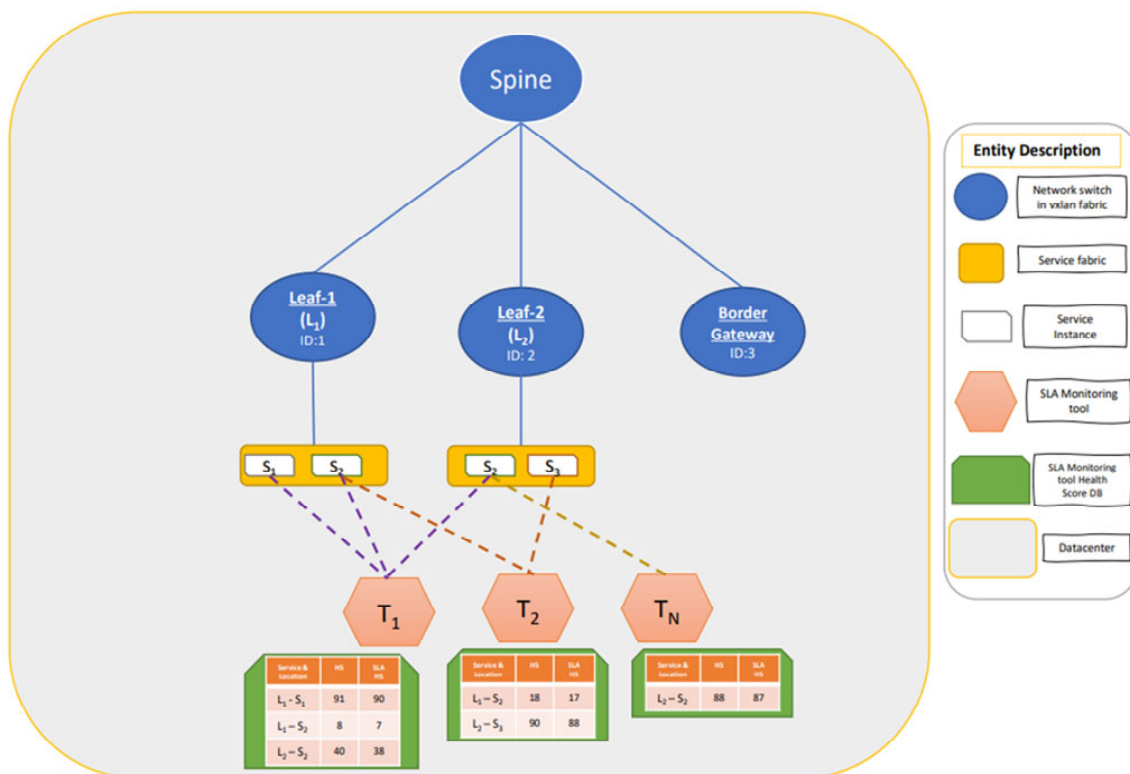 Spine
Leaf-1
(L₁)
ID:1
Leaf-2
(L₂)
ID: 2
Border
Gateway
ID:3
S₁
S₂
S₂
S₃
T₁
T₂
T_N
Service &
Location
HS
SLA
HS
L₁ - S₁
91
90
L₁ – S₂
8
7
L₂ – S₂
40
38
Service &
Location
HS
SLA
HS
L₁ – S₂
18
17
L₂ – S₃
90
88
Service &
Location
HS
SLA
HS
L₂ – S₂
88
87
Entity Description
Network switch
in vxlan fabric
Service fabric
Service
Instance
SLA Monitoring
tool
SLA Monitoring
tool Health
Score DB
Datacenter